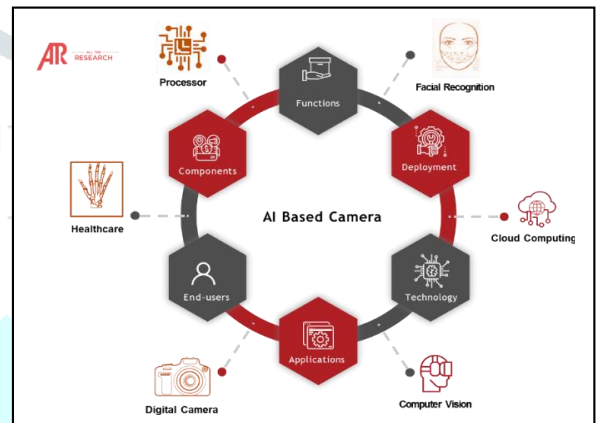 AR
ALL THE
RESEARCH
Processor
Facial Recognition
Functions
Components
Deployment
Healthcare
AI Based Camera
Cloud Computing
End-users
Technology
Applications
Digital Camera
Computer Vision